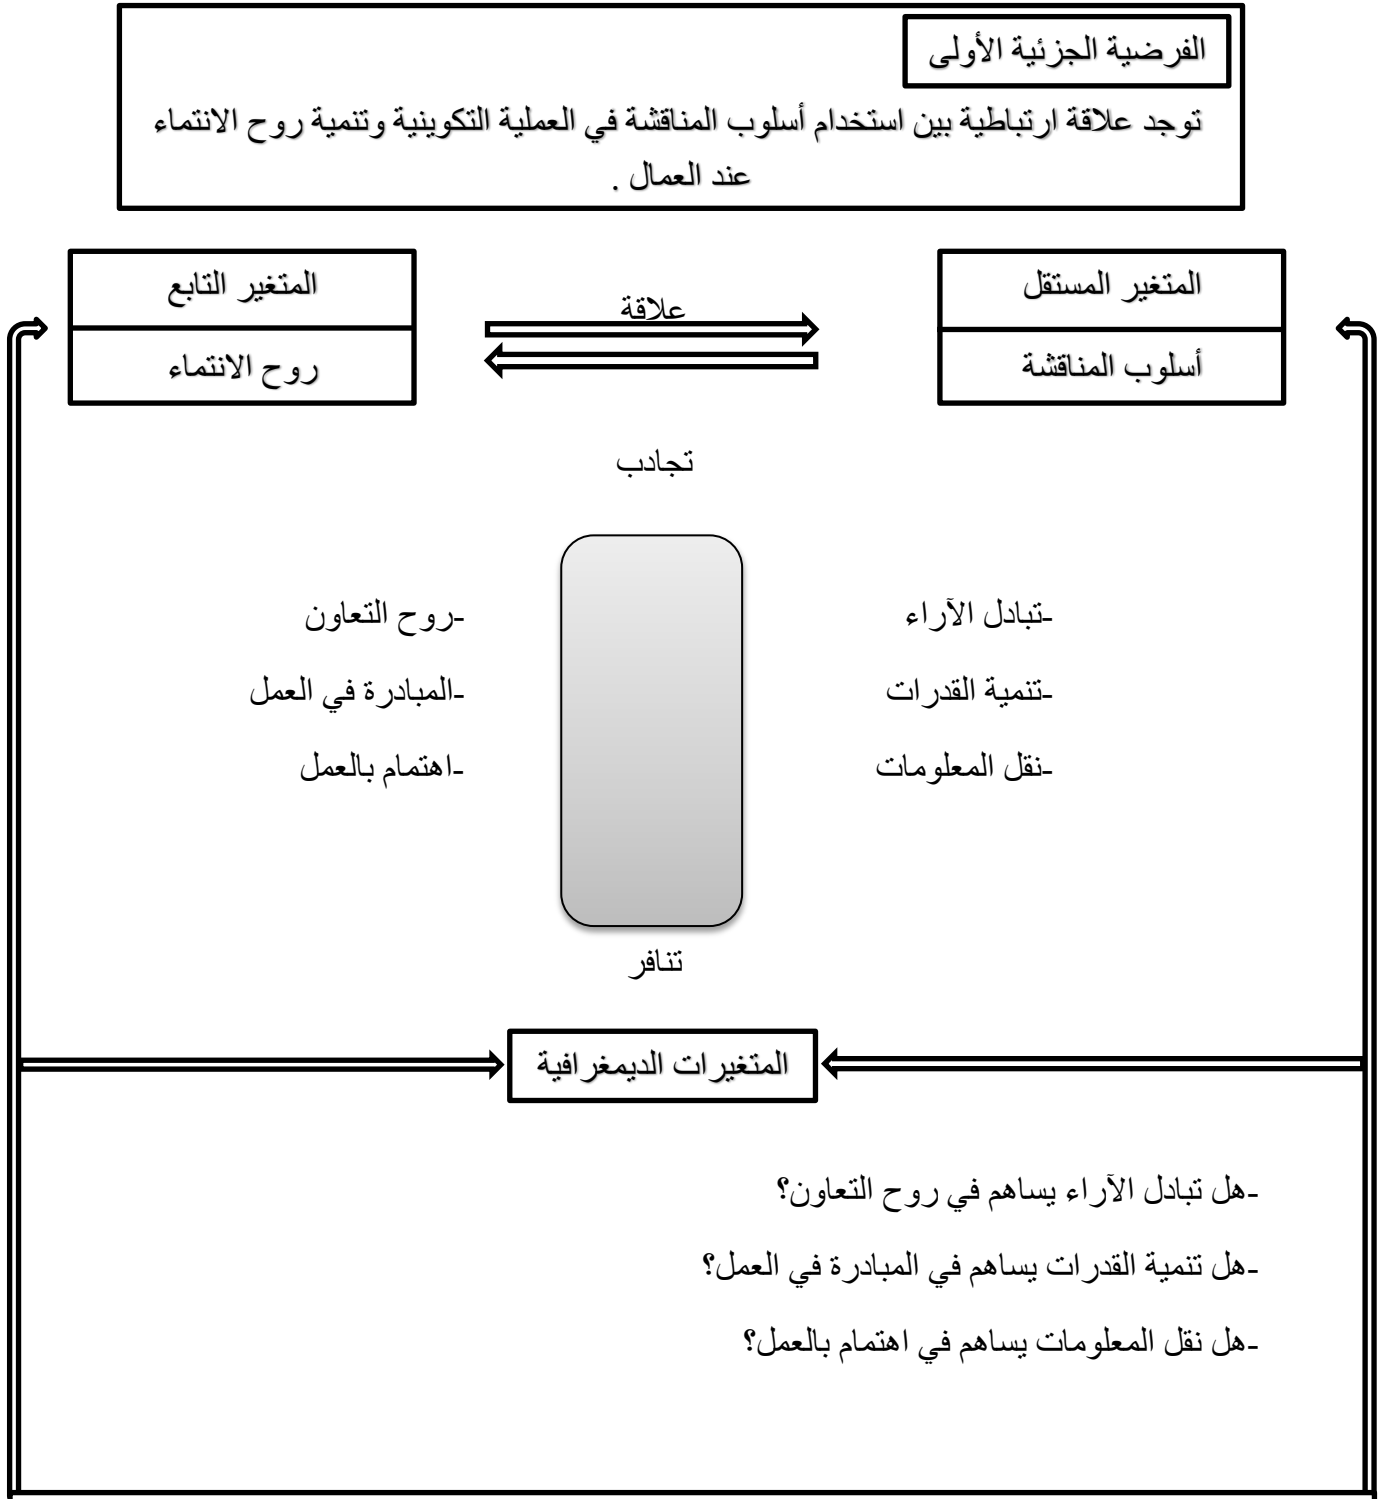 الفرضية الجزئية الأولى
توجد علاقة ارتباطية بين استخدام أسلوب المناقشة في العملية التكوينية وتنمية روح الانتماء
عند العمال .
المتغير المستقل
أسلوب المناقشة
علاقة
المتغير التابع
روح الانتماء
تجادب
-تبادل الآراء
-تنمية القدرات
-نقل المعلومات
-روح التعاون
-المبادرة في العمل
-اهتمام بالعمل
تنافر
المتغيرات الديمغرافية
-هل تبادل الآراء يساهم في روح التعاون؟
-هل تنمية القدرات يساهم في المبادرة في العمل؟
-هل نقل المعلومات يساهم في اهتمام بالعمل؟